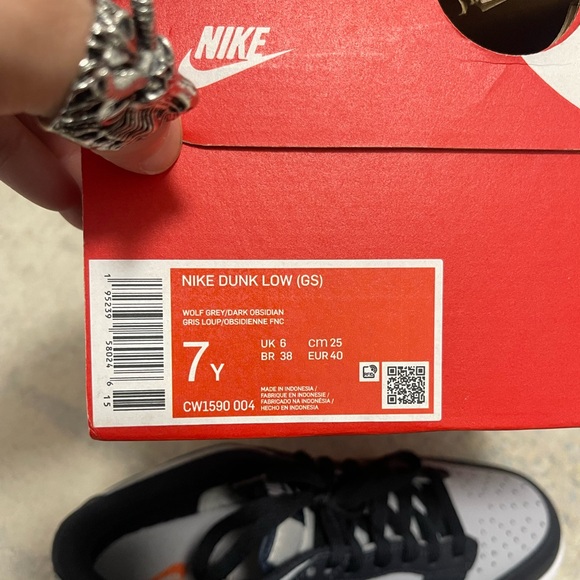 NIKE
NIKE DUNK LOW (GS)
WOLF GREY/DARK OBSIDIAN
GRIS LOUP/OBSIDIENNE FNC
7Y
UK 6 cm 25
BR 38 EUR 40
CW1590 004
MADE IN INDONESIA /
FABRIQUE EN INDONESIE /
FABRICADO NA INDONÉSIA /
HECHO EN INDONESIA
1 95239 58024 6 15